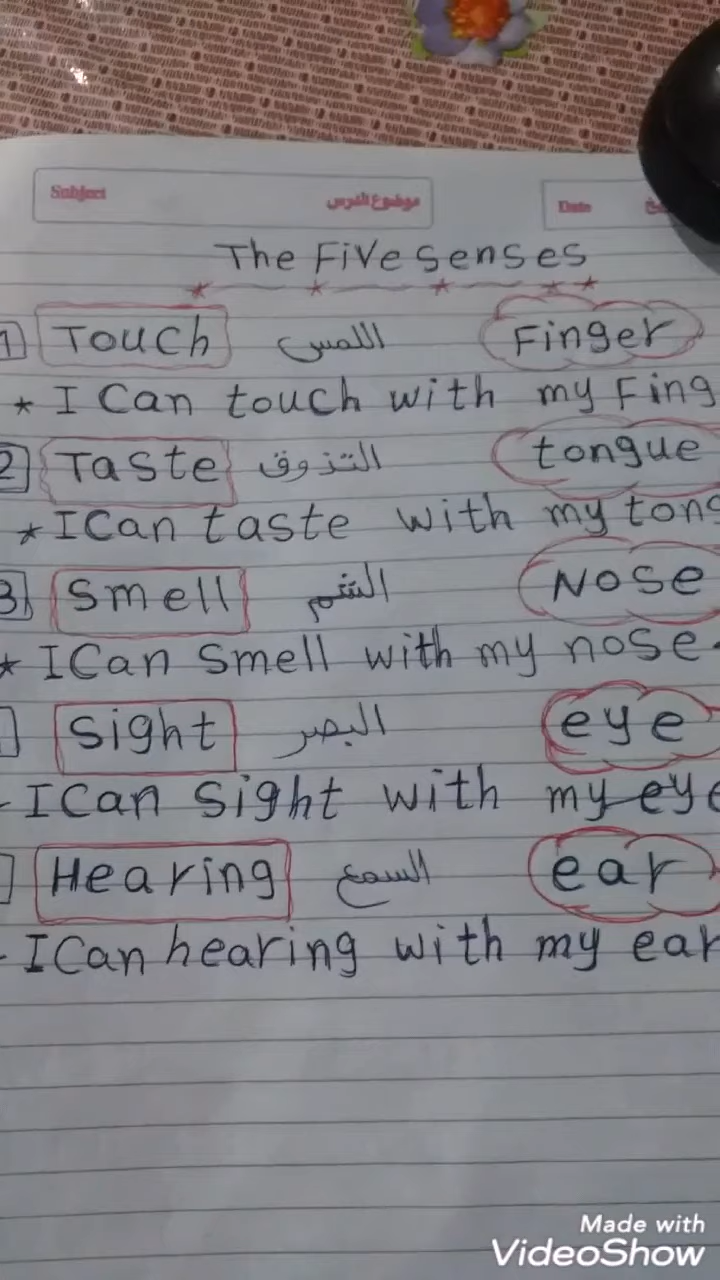 Subject موضوع الدرس Date
The Five Senses
1 Touch اللمس Finger
* I Can touch with my Fing
2 Taste التذوق tongue
* I Can taste with my tong
3 Smell الشم Nose
* I Can Smell with my nose.
Sight البصر eye
- I Can Sight with my eye
Hearing السمع ear
- I Can hearing with my ear
Made with
VideoShow